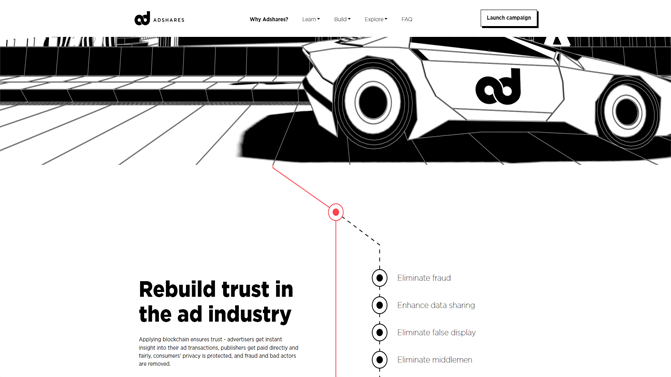 ad ADSHARES
Why Adshares? Learn Build Explore FAQ
Launch campaign
ad
Eliminate fraud
Rebuild trust in
the ad industry
Enhance data sharing
Eliminate false display
Applying blockchain ensures trust - advertisers get instant
insight into their ad transactions, publishers get paid directly and
fairly, consumers' privacy is protected, and fraud and bad actors
are removed.
Eliminate middlemen